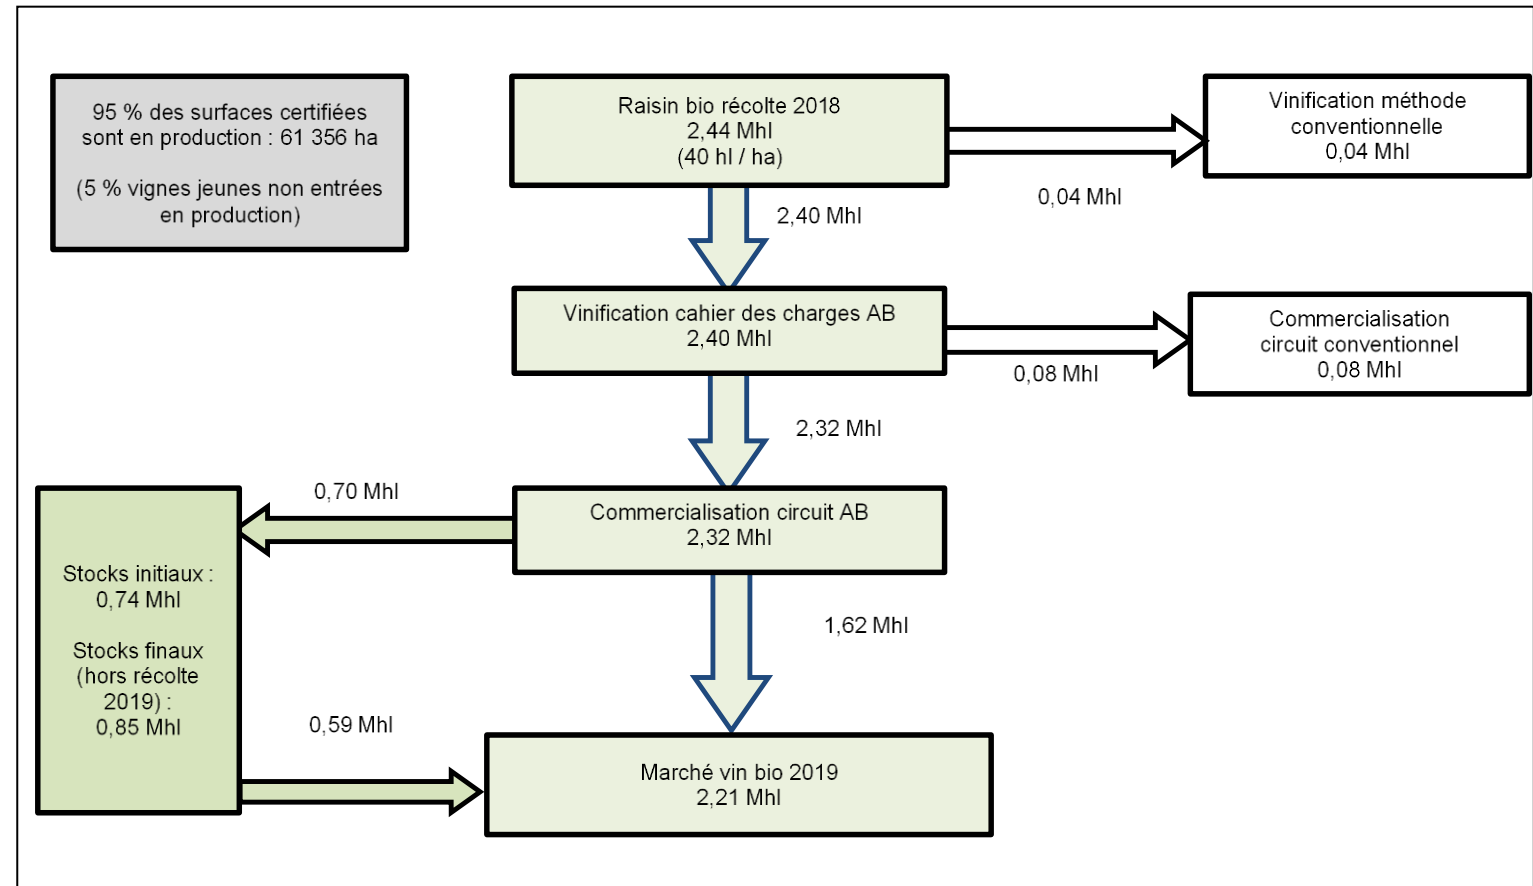 95 % des surfaces certifiées
sont en production : 61 356 ha
(5 % vignes jeunes non entrées
en production)
Raisin bio récolte 2018
2,44 Mhl
(40 hl / ha)
Vinification méthode
conventionnelle
0,04 Mhl
0,04 Mhl
2,40 Mhl
Vinification cahier des charges AB
2,40 Mhl
Commercialisation
circuit conventionnel
0,08 Mhl
0,08 Mhl
2,32 Mhl
0,70 Mhl
Commercialisation circuit AB
2,32 Mhl
Stocks initiaux :
0,74 Mhl
Stocks finaux
(hors récolte
2019) :
0,85 Mhl
1,62 Mhl
0,59 Mhl
Marché vin bio 2019
2,21 Mhl